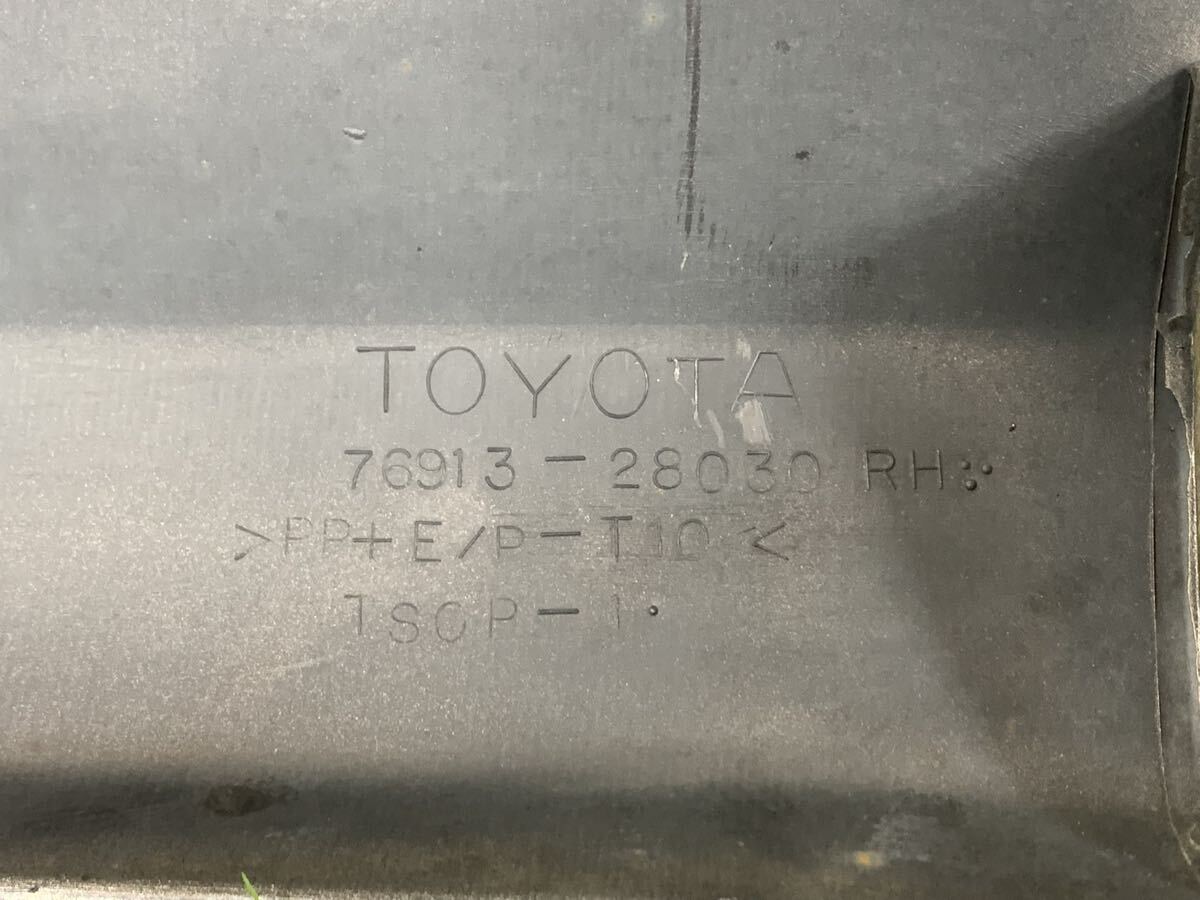 TOYOTA
76913-28030 RH
>PP+E/P-T10<
TSOP-1